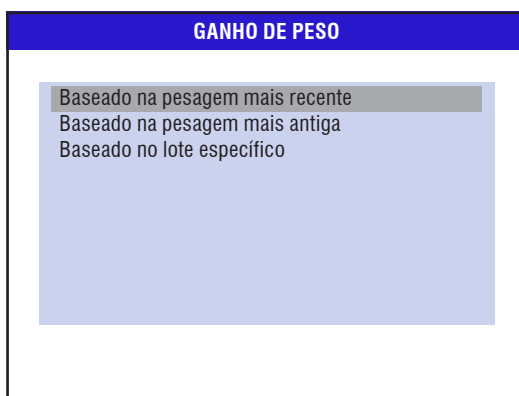 GANHO DE PESO
Baseado na pesagem mais recente
Baseado na pesagem mais antiga
Baseado no lote específico